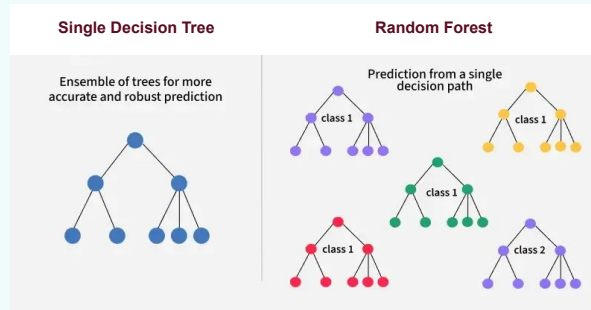 Single Decision Tree
Random Forest
Ensemble of trees for more
accurate and robust prediction
Prediction from a single
decision path
class 1
class 1
class 1
class 1
class 2